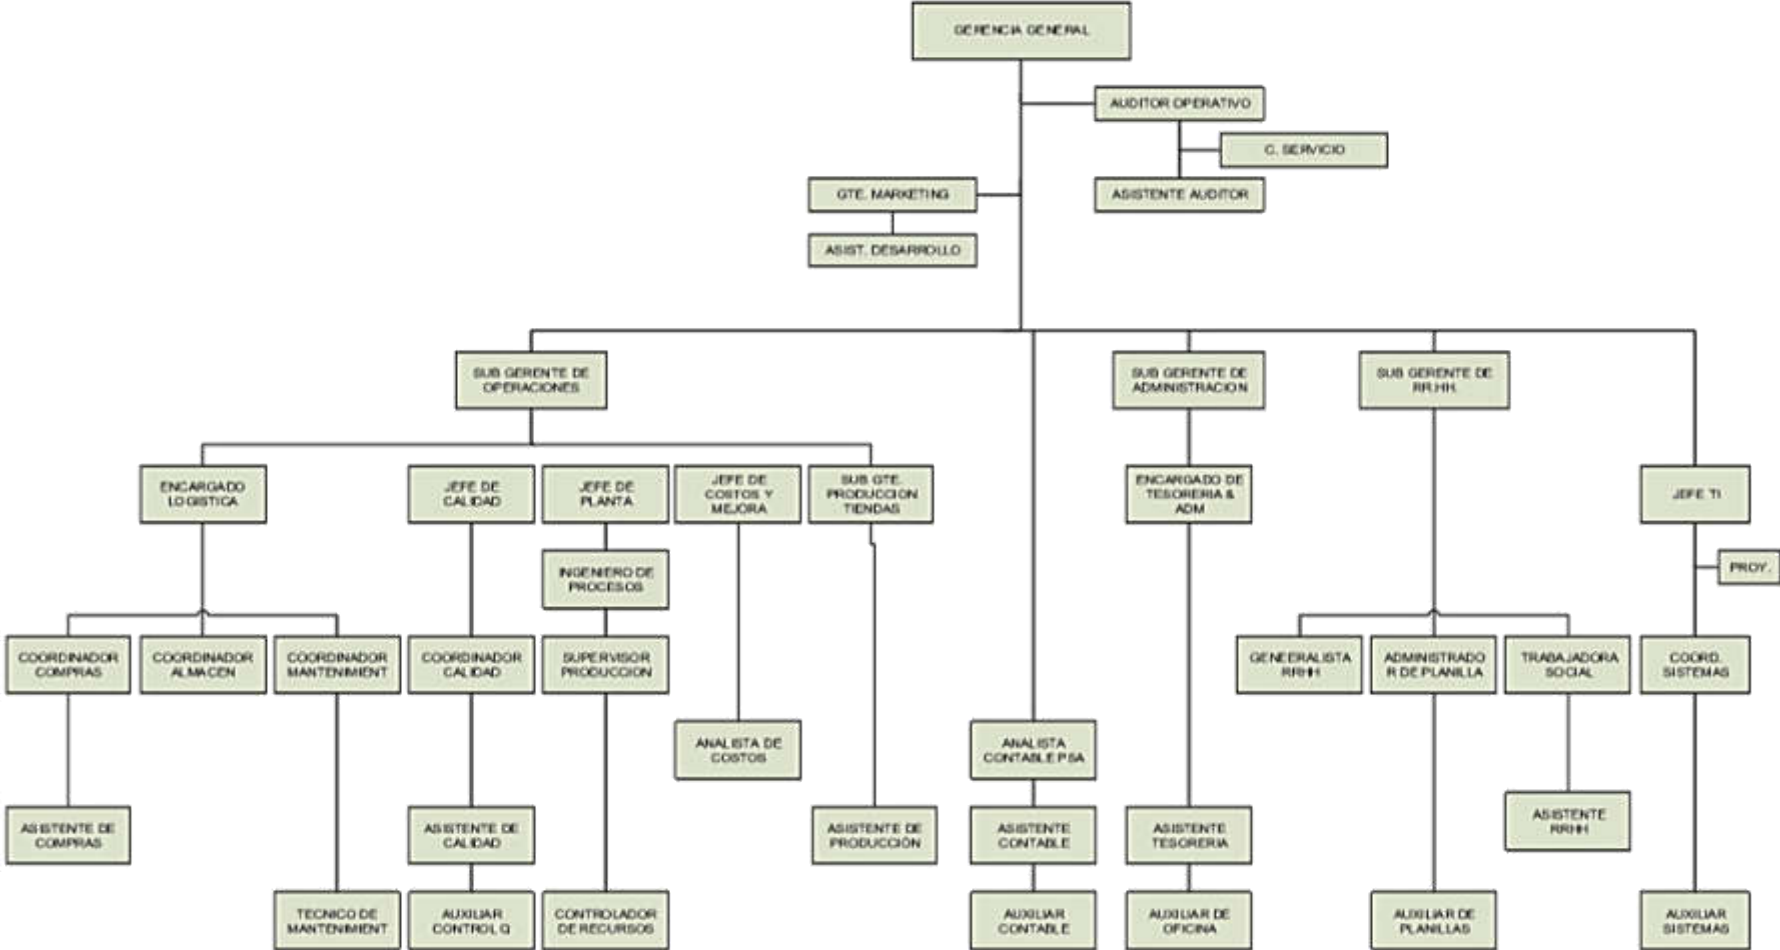 GERENCIA GENERAL
AUDITOR OPERATIVO
C. SERVICIO
GTE. MARKETING
ASISTENTE AUDITOR
ASIST. DESARROLLO
SUB GERENTE DE
OPERACIONES
SUB GERENTE DE
ADMINISTRACION
SUB GERENTE DE
RR.HH.
ENCARGADO
LOGISTICA
JEFE DE
CALIDAD
JEFE DE
PLANTA
JEFE DE
COSTOS Y
MEJORA
SUB GTE.
PRODUCCION
TIENDAS
ENCARGADO DE
TESORERIA &
ADM
JEFE TI
INGENIERO DE
PROCESOS
PROY.
COORDINADOR
COMPRAS
COORDINADOR
ALMACEN
COORDINADOR
MANTENIMIENT
COORDINADOR
CALIDAD
SUPERVISOR
PRODUCCION
GENEERALISTA
RRHH
ADMINISTRADO
R DE PLANILLA
TRABAJADORA
SOCIAL
COORD.
SISTEMAS
ANALISTA DE
COSTOS
ANALISTA
CONTABLE PSA
ASISTENTE DE
COMPRAS
ASISTENTE DE
CALIDAD
ASISTENTE DE
PRODUCCIÓN
ASISTENTE
CONTABLE
ASISTENTE
TESORERIA
ASISTENTE
RRHH
TECNICO DE
MANTENIMIENT
AUXILIAR
CONTROL Q
CONTROLADOR
DE RECURSOS
AUXILIAR
CONTABLE
AUXILIAR DE
OFICINA
AUXILIAR DE
PLANILLAS
AUXILIAR
SISTEMAS